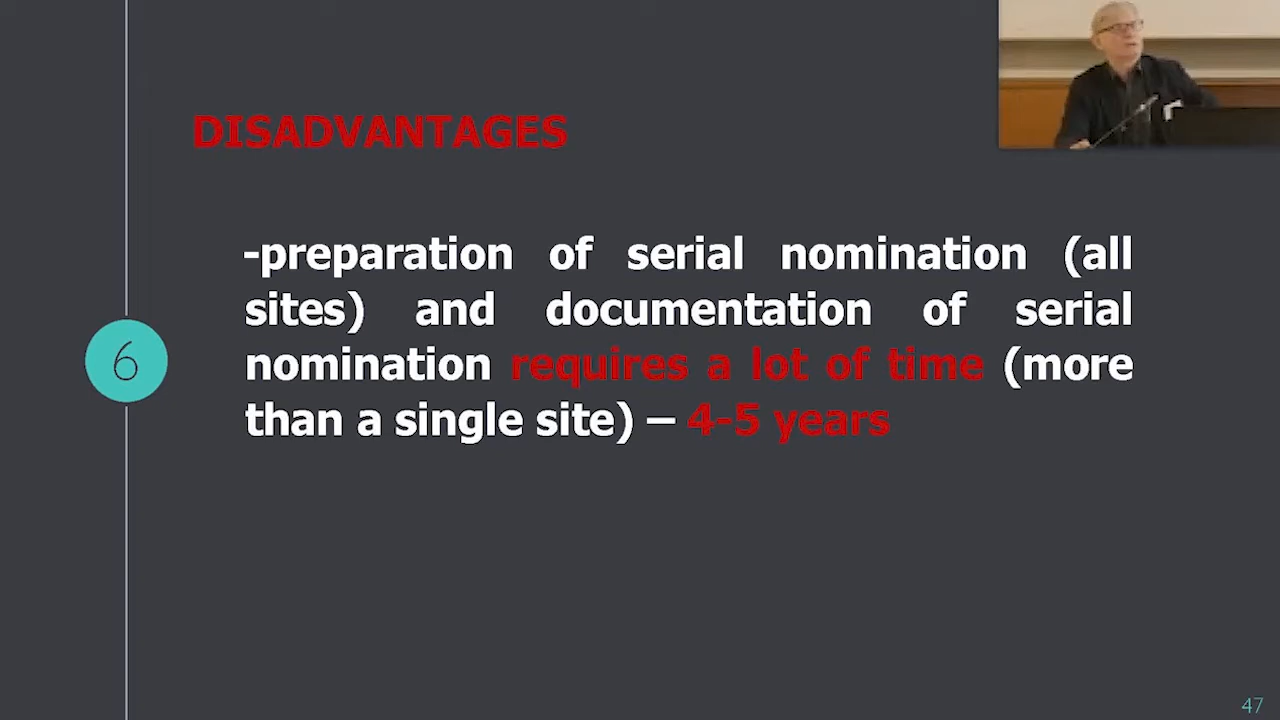 DISADVANTAGES
-preparation of serial nomination (all
sites) and documentation of serial
nomination requires a lot of time (more
than a single site) – 4-5 years
6
47